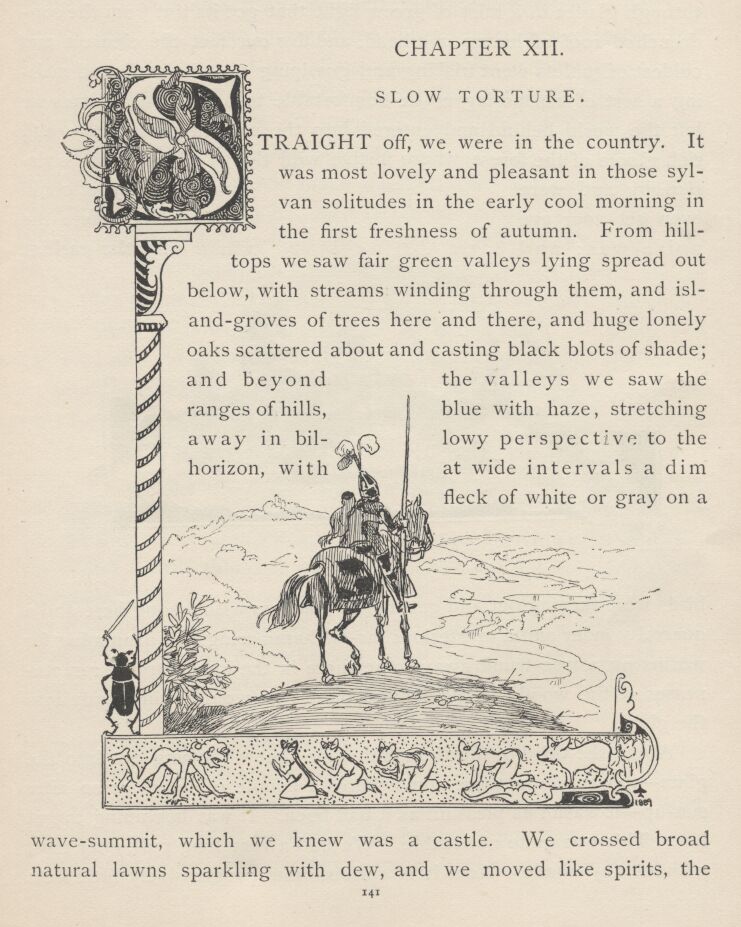 CHAPTER XII.
SLOW TORTURE.
STRAIGHT off, we were in the country. It
was most lovely and pleasant in those syl-
van solitudes in the early cool morning in
the first freshness of autumn. From hill-
tops we saw fair green valleys lying spread out
below, with streams winding through them, and isl-
and-groves of trees here and there, and huge lonely
oaks scattered about and casting black blots of shade;
and beyond the valleys we saw the
ranges of hills, blue with haze, stretching
away in bil- lowy perspective to the
horizon, with at wide intervals a dim
fleck of white or gray on a
1889
wave-summit, which we knew was a castle. We crossed broad
natural lawns sparkling with dew, and we moved like spirits, the
141